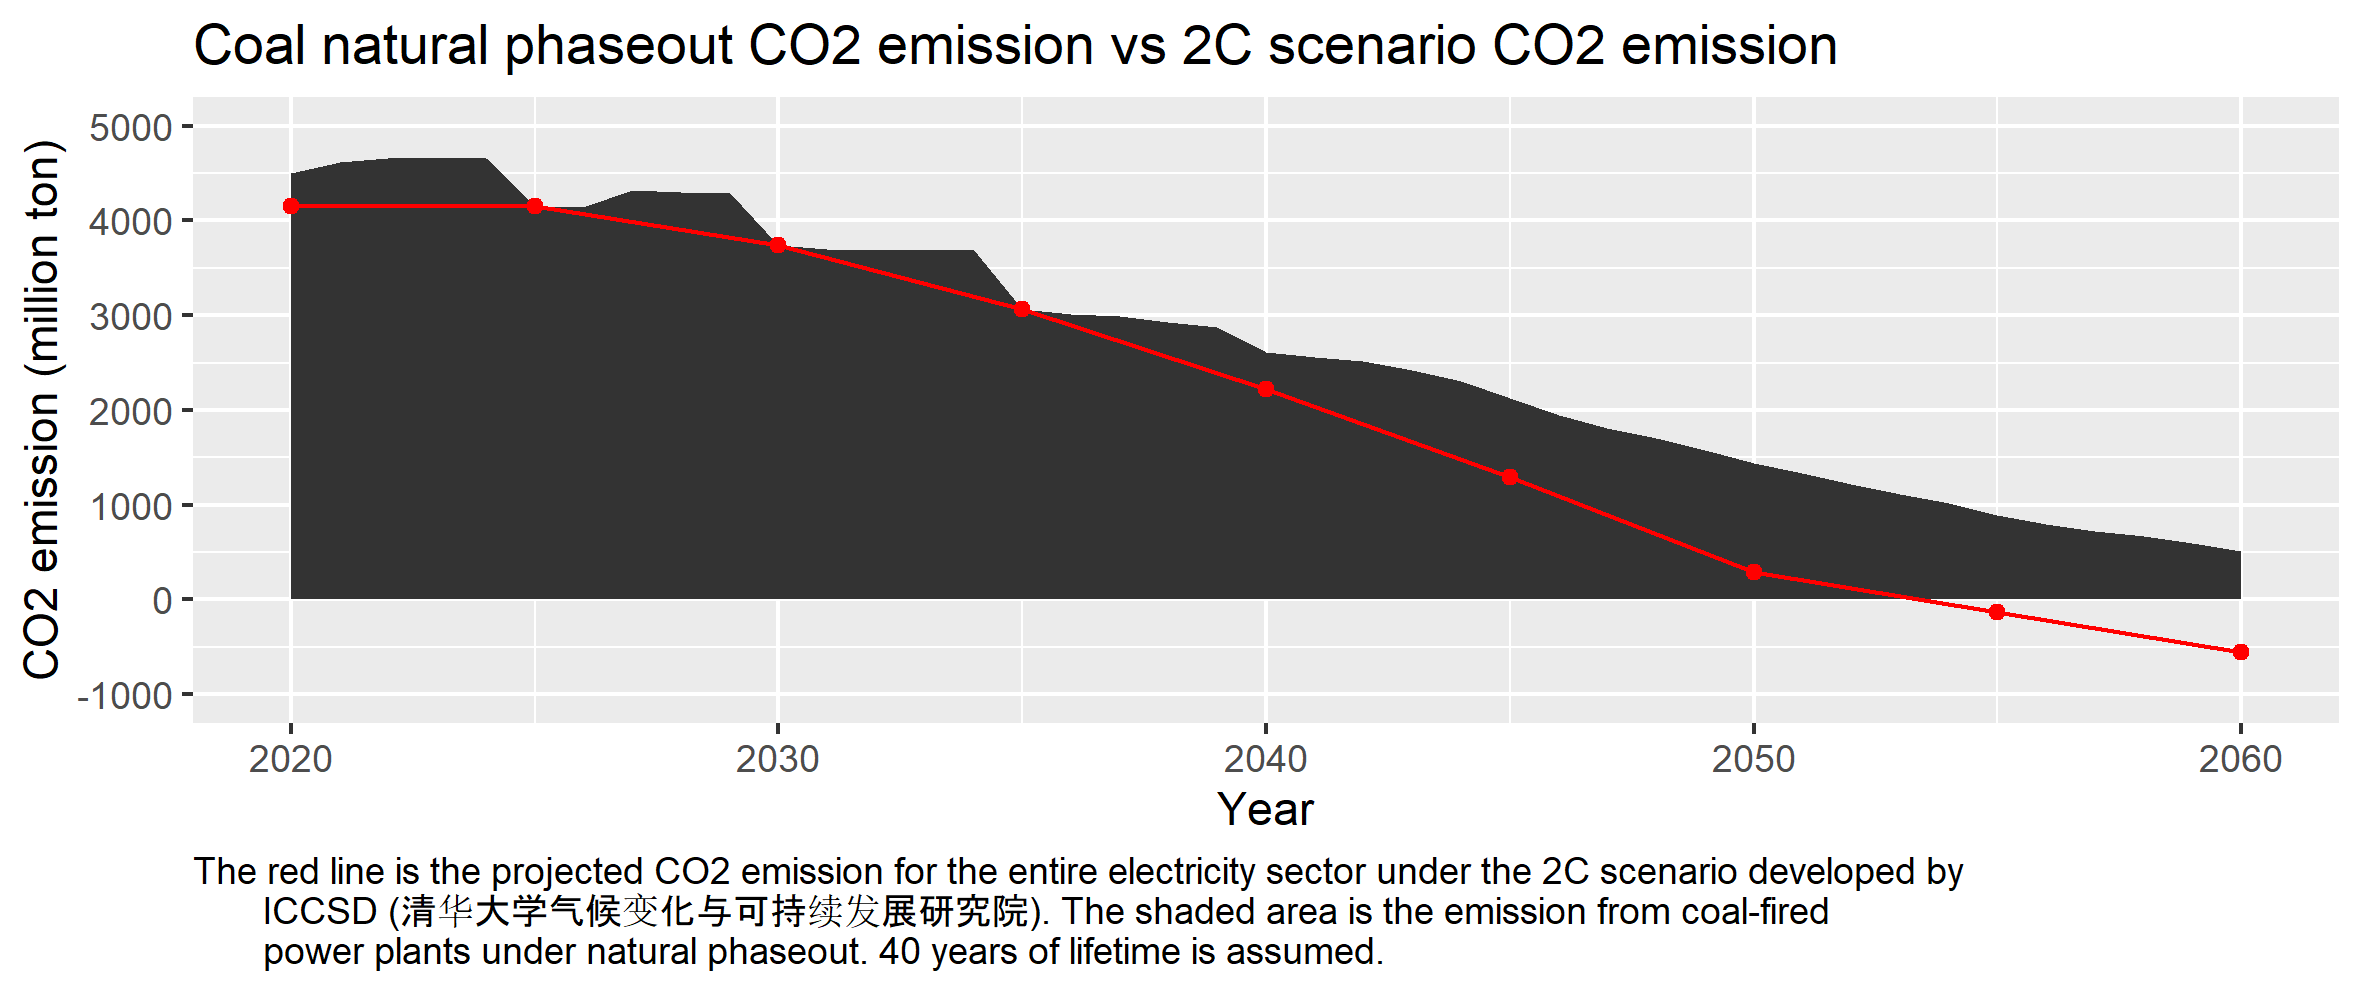 Coal natural phaseout CO2 emission vs 2C scenario CO2 emission
CO2 emission (million ton)
5000
4000
3000
2000
1000
0
-1000
2020 2030 2040 2050 2060
Year
The red line is the projected CO2 emission for the entire electricity sector under the 2C scenario developed by
ICCSD (清华大学气候变化与可持续发展研究院). The shaded area is the emission from coal-fired
power plants under natural phaseout. 40 years of lifetime is assumed.